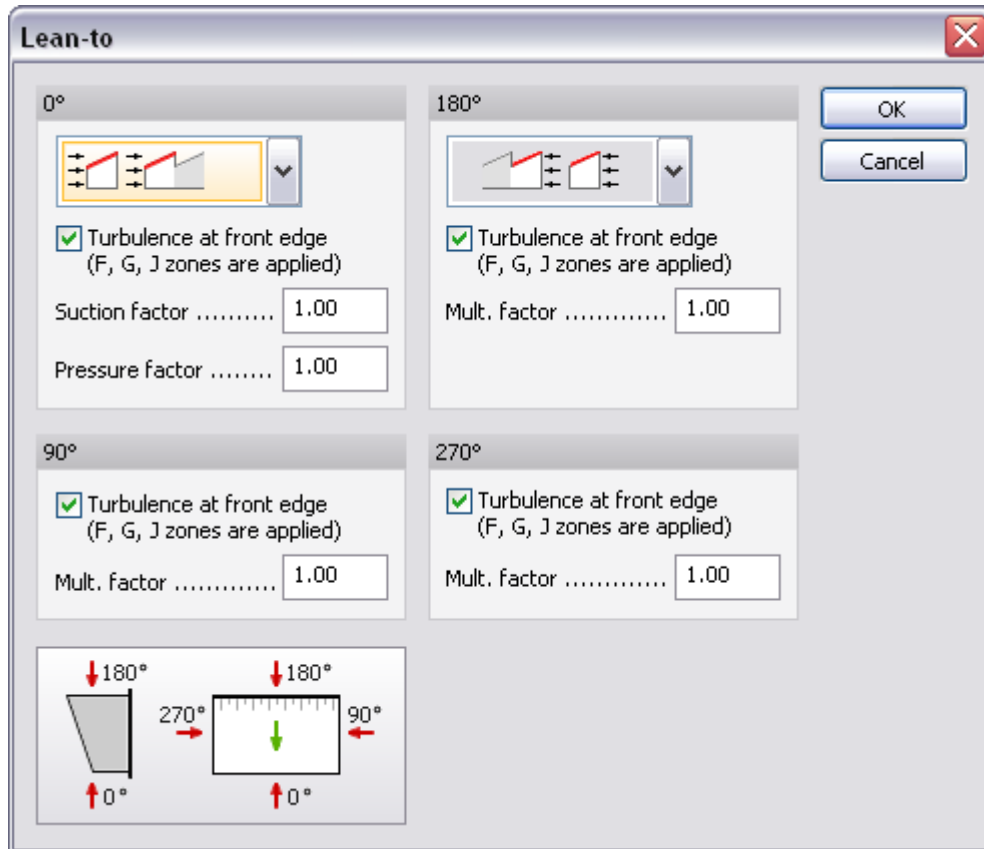 Lean-to
0°
180°
OK
Cancel
Turbulence at front edge
(F, G, J zones are applied)
Turbulence at front edge
(F, G, J zones are applied)
Suction factor .......... 1.00
Mult. factor ............. 1.00
Pressure factor ........ 1.00
90°
270°
Turbulence at front edge
(F, G, J zones are applied)
Turbulence at front edge
(F, G, J zones are applied)
Mult. factor ............. 1.00
Mult. factor ............. 1.00
180°
180°
270°
90°
0°
0°